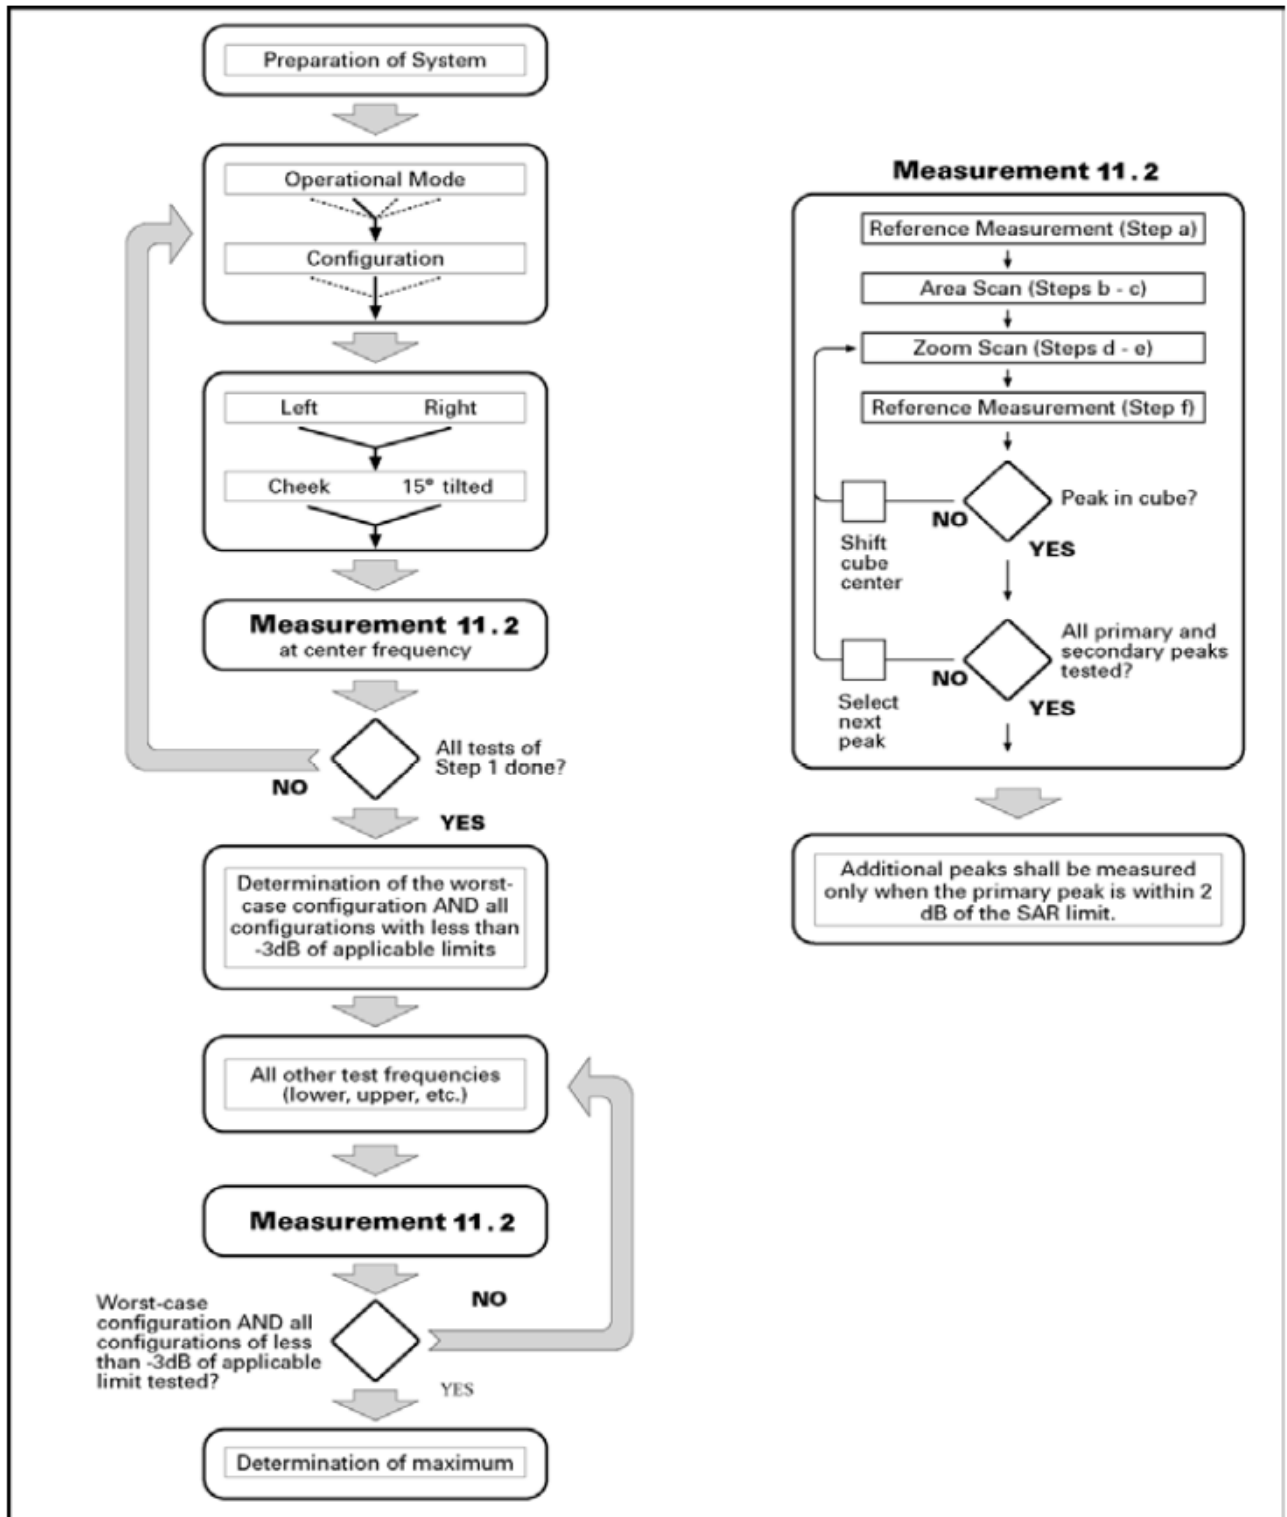 Preparation of System
Operational Mode
Configuration
Left Right
Cheek 15° tilted
Measurement 11.2
at center frequency
All tests of
Step 1 done?
NO
YES
Determination of the worst-
case configuration AND all
configurations with less than
-3dB of applicable limits
All other test frequencies
(lower, upper, etc.)
Measurement 11.2
NO
Worst-case
configuration AND all
configurations of less
than -3dB of applicable
limit tested?
YES
Determination of maximum
Measurement 11.2
Reference Measurement (Step a)
Area Scan (Steps b - c)
Zoom Scan (Steps d - e)
Reference Measurement (Step f)
Peak in cube?
NO
Shift
cube
center
YES
All primary and
secondary peaks
tested?
NO
Select
next
peak
YES
Additional peaks shall be measured
only when the primary peak is within 2
dB of the SAR limit.